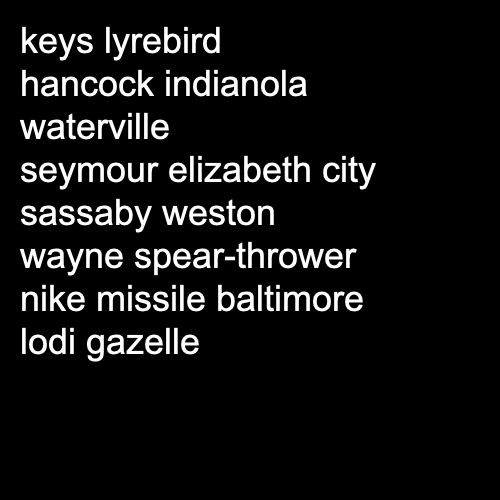 keys lyrebird
hancock indianola
waterville
seymour elizabeth city
sassaby weston
wayne spear-thrower
nike missile baltimore
lodi gazelle